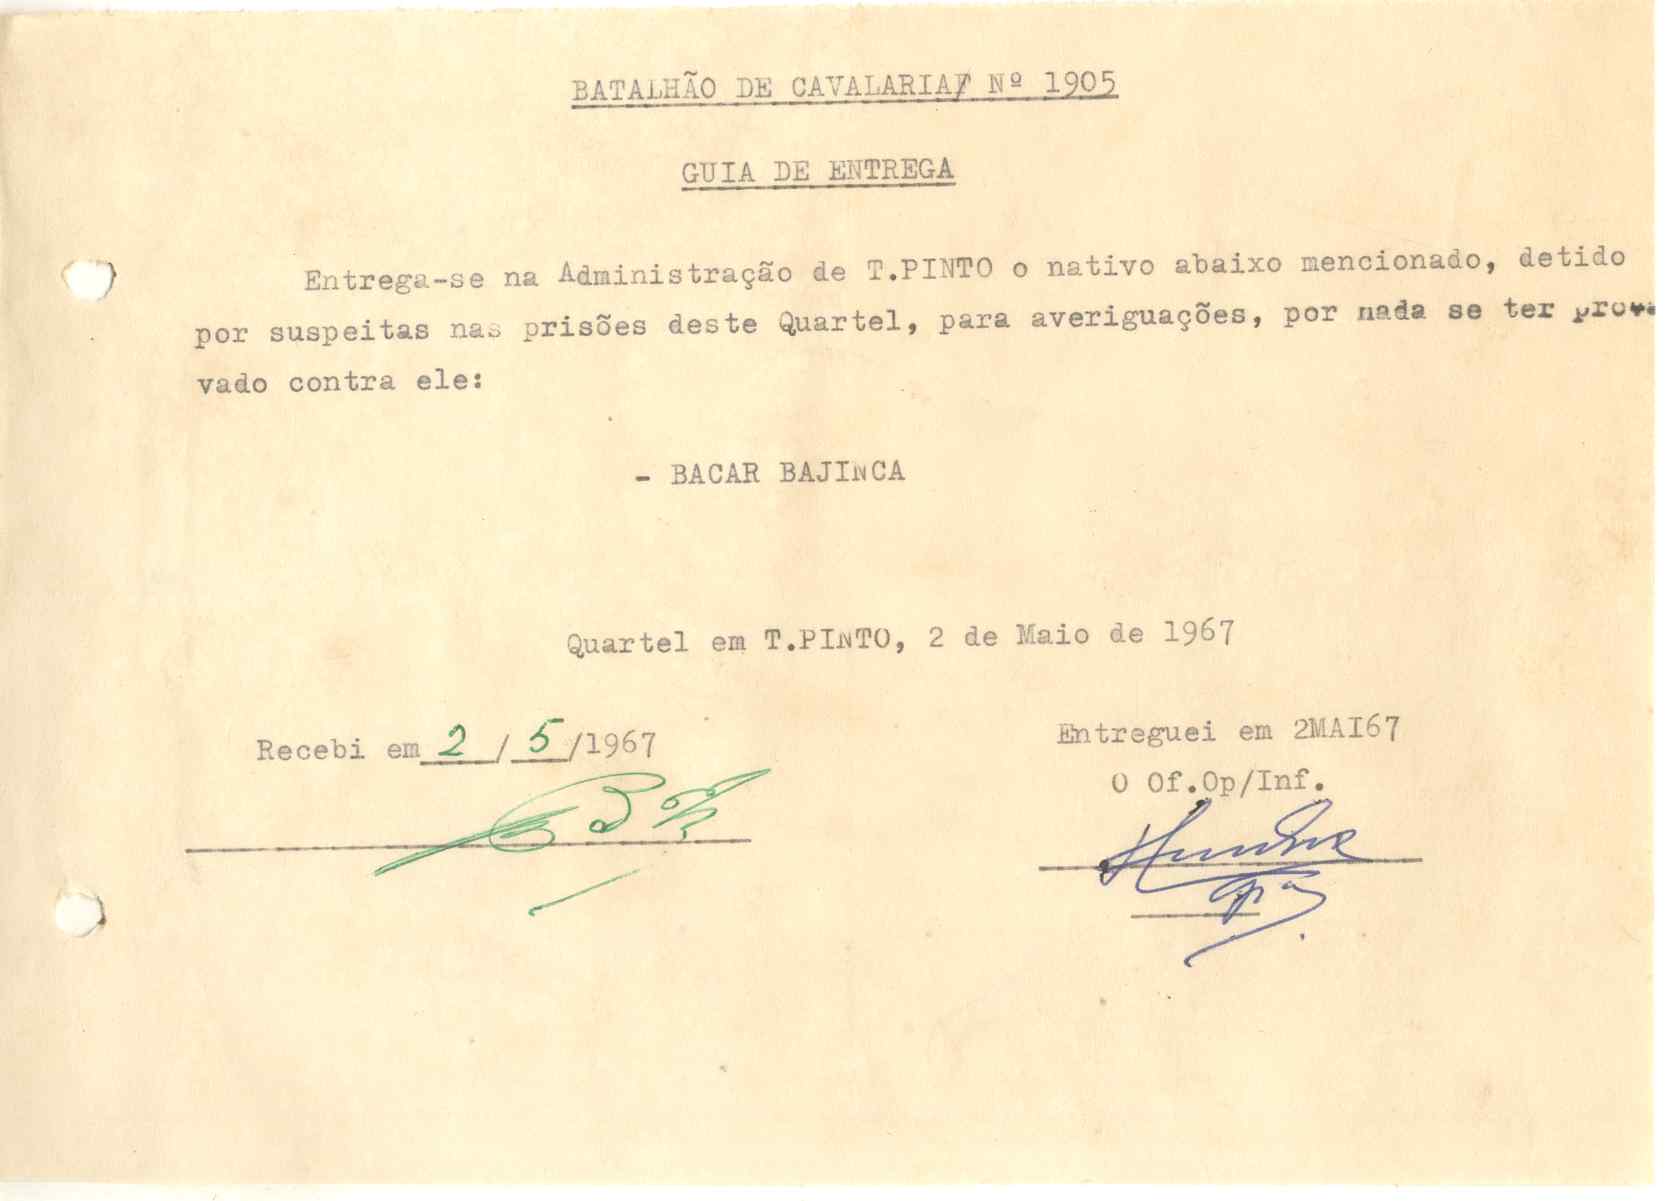 BATALHÃO DE CAVALARIA/ Nº 1905
GUIA DE ENTREGA
Entrega-se na Administração de T.PINTO o nativo abaixo mencionado, detido
por suspeitas nas prisões deste Quartel, para averiguações, por nada se ter
vado contra ele:
- BACAR BAJINCA
Quartel em T.PINTO, 2 de Maio de 1967
Recebi em 2/5/1967
Entreguei em 2MAI67
O Of.Op/Inf.